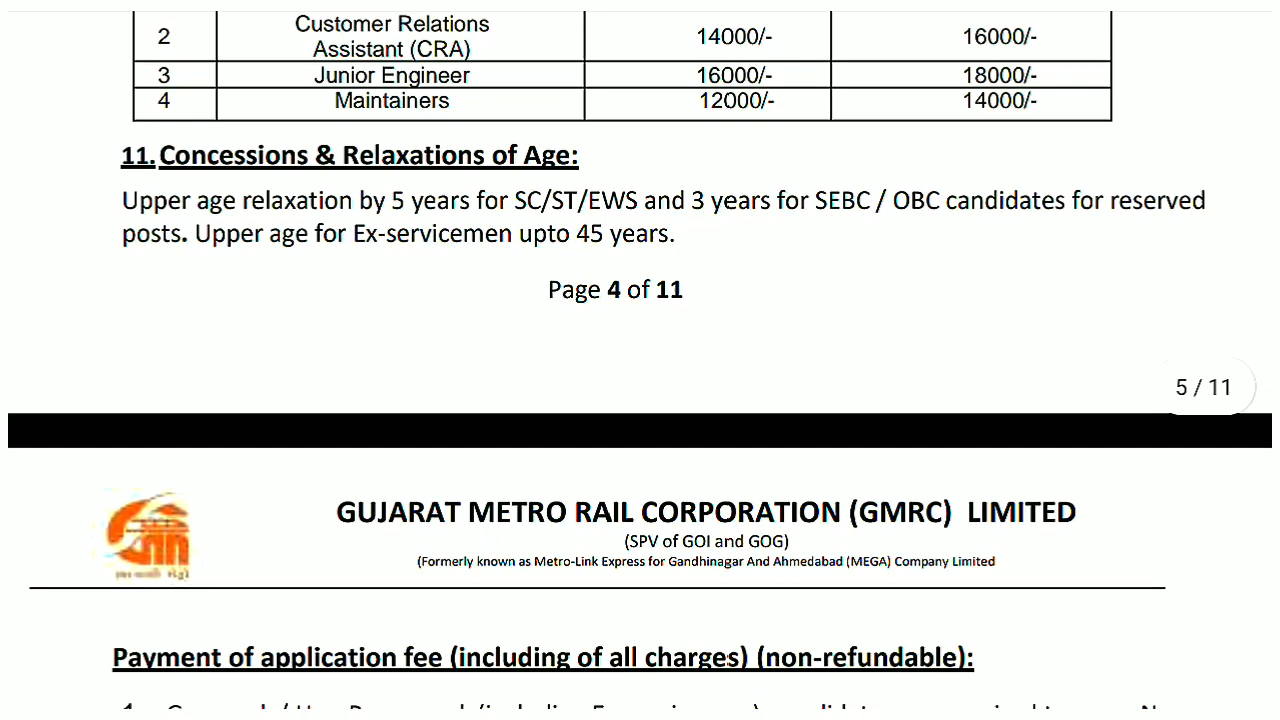 2 Customer Relations Assistant (CRA) 14000/- 16000/-
3 Junior Engineer 16000/- 18000/-
4 Maintainers 12000/- 14000/-
11. Concessions & Relaxations of Age:
Upper age relaxation by 5 years for SC/ST/EWS and 3 years for SEBC / OBC candidates for reserved
posts. Upper age for Ex-servicemen upto 45 years.
Page 4 of 11
5 / 11
GUJARAT METRO RAIL CORPORATION (GMRC) LIMITED
(SPV of GOI and GOG)
(Formerly known as Metro-Link Express for Gandhinagar And Ahmedabad (MEGA) Company Limited
Payment of application fee (including of all charges) (non-refundable):